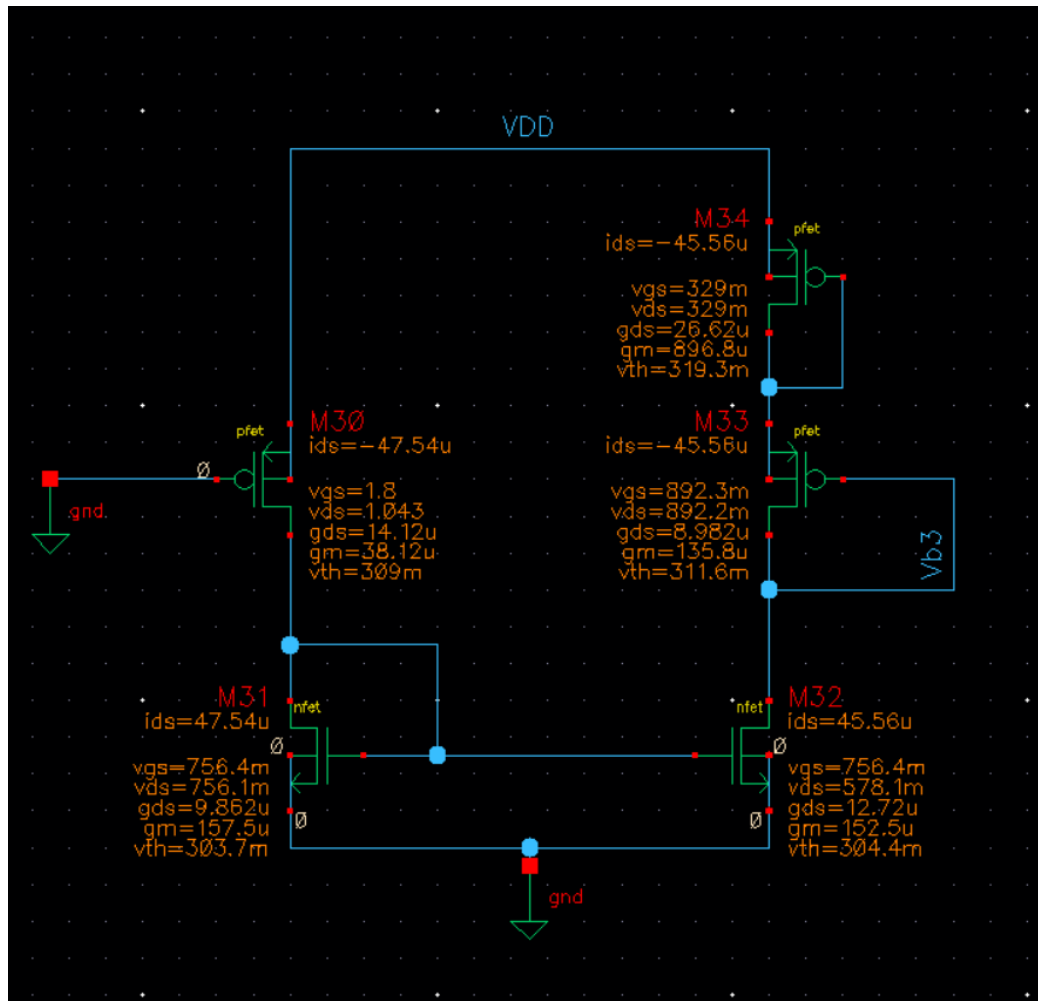 VDD
M34
pfet
ids=-45.56u
vgs=329m
vds=329m
gds=26.62u
gm=896.8u
vth=319.3m
M30
pfet
ids=-47.54u
Ø
gnd
vgs=1.8
vds=1.043
gds=14.12u
gm=38.12u
vth=309m
M33
pfet
ids=-45.56u
vgs=892.3m
vds=892.2m
gds=8.982u
gm=135.8u
vth=311.6m
Vb3
M31
nfet
ids=47.54u
Ø
vgs=756.4m
vds=756.1m
gds=9.862u
gm=157.5u
vth=303.7m
Ø
M32
nfet
ids=45.56u
Ø
vgs=756.4m
vds=578.1m
gds=12.72u
gm=152.5u
vth=304.4m
Ø
gnd